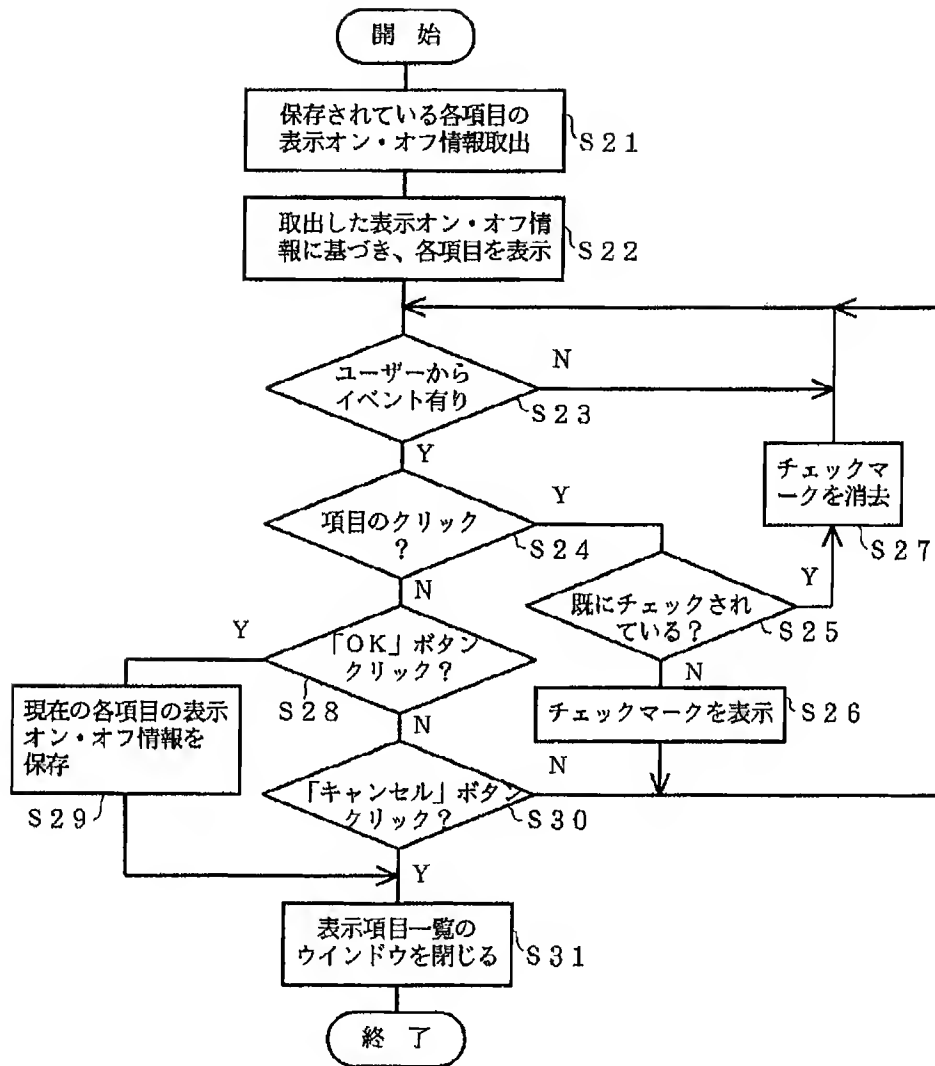 開 始
保存されている各項目の
表示オン・オフ情報取出
S21
取出した表示オン・オフ情
報に基づき、各項目を表示
S22
ユーザーから
イベント有り
N
S23
Y
項目のクリック
?
Y
S24
N
チェックマ
ークを消去
S27
既にチェックされ
ている?
Y
S25
N
チェックマークを表示
S26
「OK」ボタン
クリック?
Y
S28
N
現在の各項目の表示
オン・オフ情報を
保存
S29
「キャンセル」ボタン
クリック?
N
S30
Y
表示項目一覧の
ウインドウを閉じる
S31
終 了